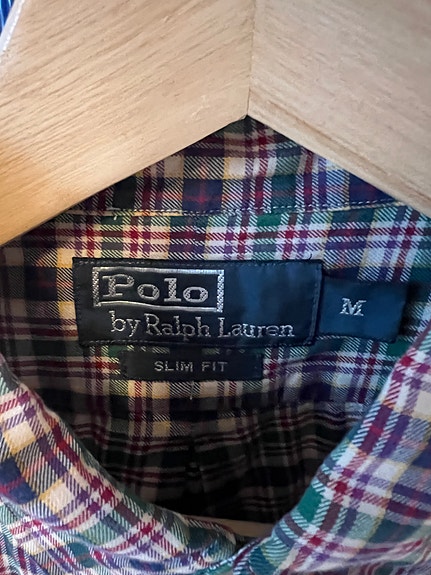 Polo
by Ralph Lauren
M
SLIM FIT